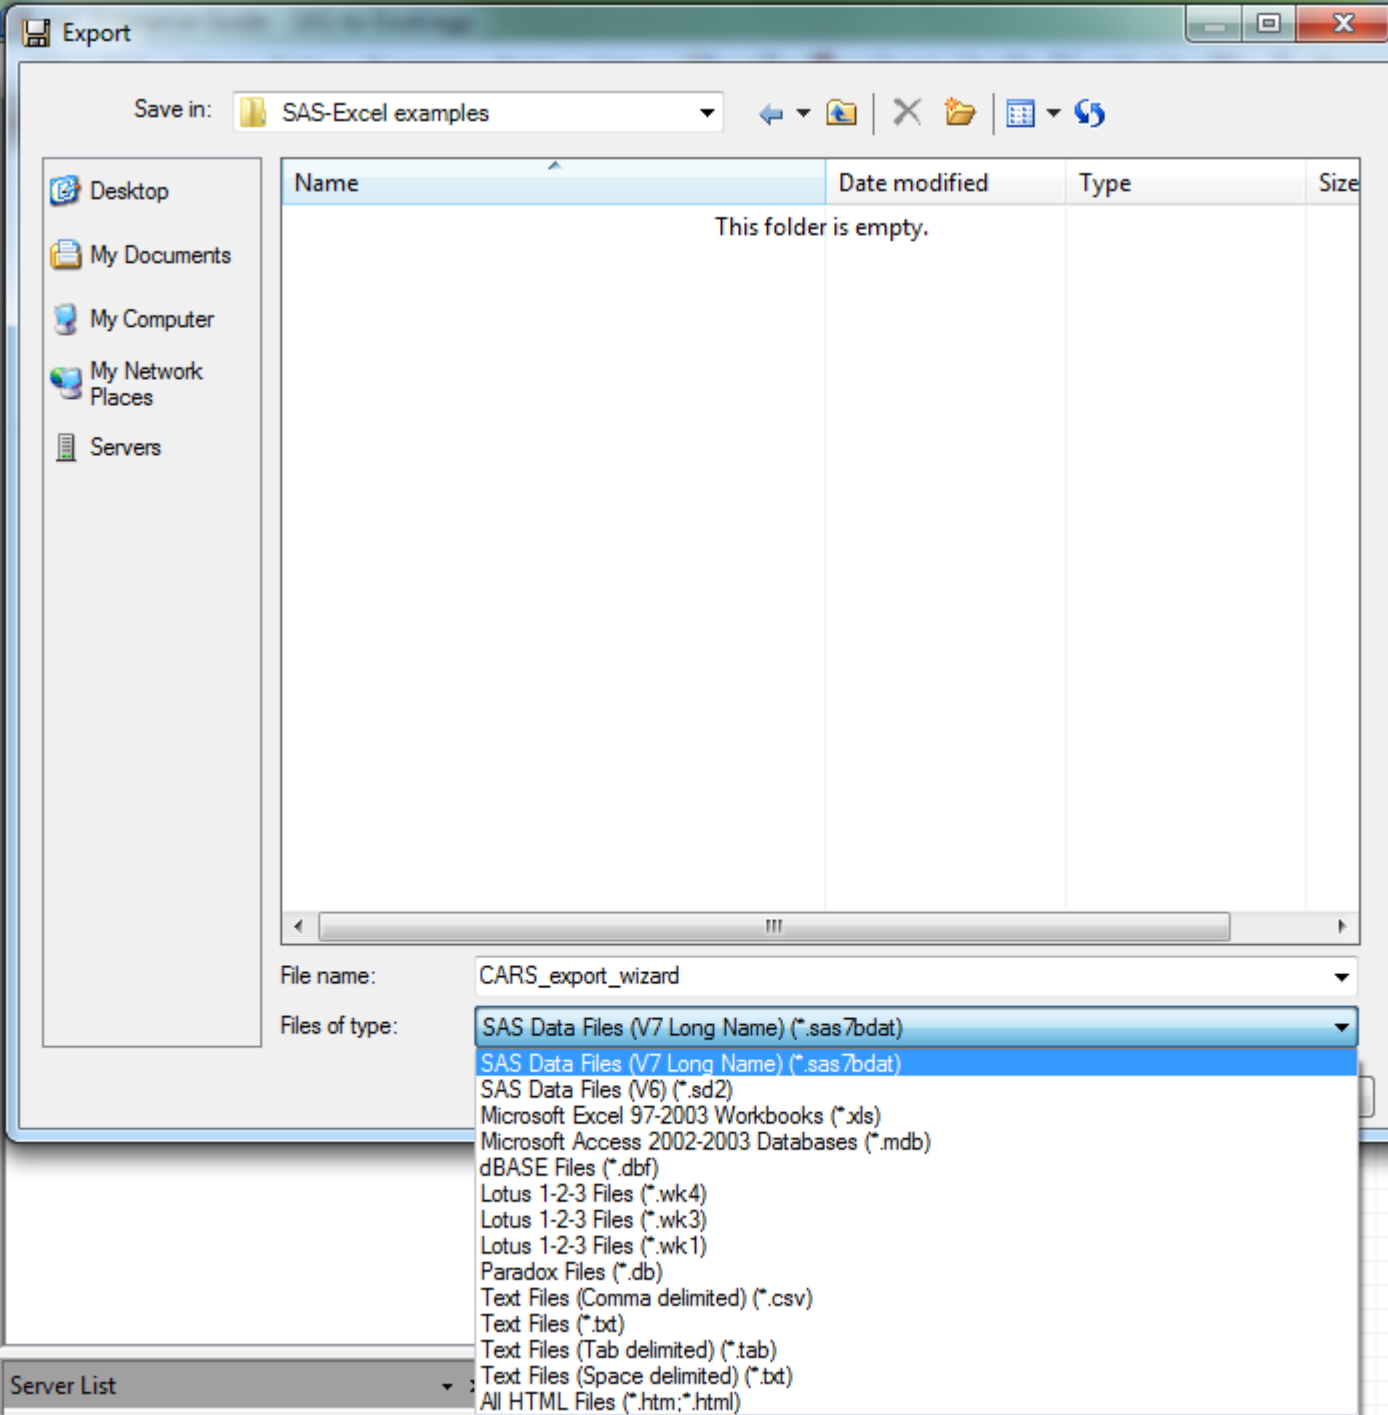 Export
Save in: SAS-Excel examples
Desktop
My Documents
My Computer
My Network
Places
Servers
Name Date modified Type Size
This folder is empty.
File name: CARS_export_wizard
Files of type: SAS Data Files (V7 Long Name) (*.sas7bdat)
SAS Data Files (V7 Long Name) (*.sas7bdat)
SAS Data Files (V6) (*.sd2)
Microsoft Excel 97-2003 Workbooks (*.xls)
Microsoft Access 2002-2003 Databases (*.mdb)
dBASE Files (*.dbf)
Lotus 1-2-3 Files (*.wk4)
Lotus 1-2-3 Files (*.wk3)
Lotus 1-2-3 Files (*.wk1)
Paradox Files (*.db)
Text Files (Comma delimited) (*.csv)
Text Files (*.txt)
Text Files (Tab delimited) (*.tab)
Text Files (Space delimited) (*.txt)
All HTML Files (*.htm;*.html)
Server List